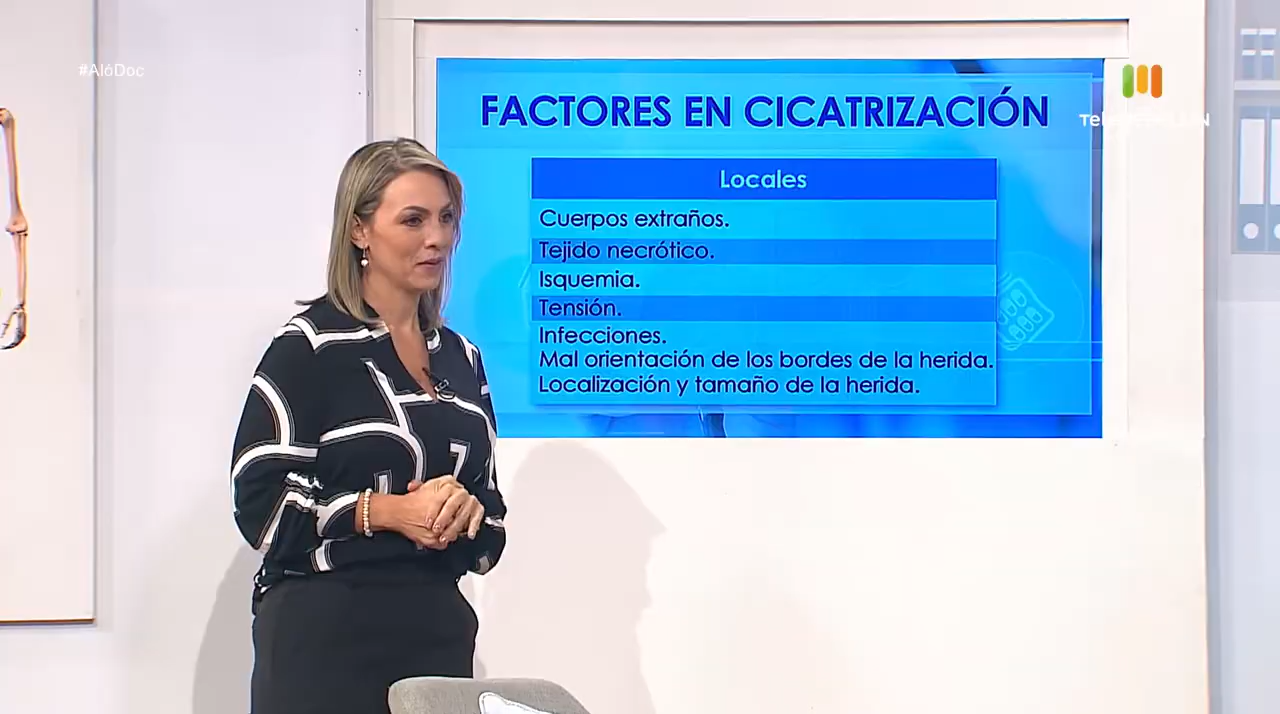 #AlóDoc
FACTORES EN CICATRIZACIÓN
Locales
Cuerpos extraños.
Tejido necrótico.
Isquemia.
Tensión.
Infecciones.
Mal orientación de los bordes de la herida.
Localización y tamaño de la herida.